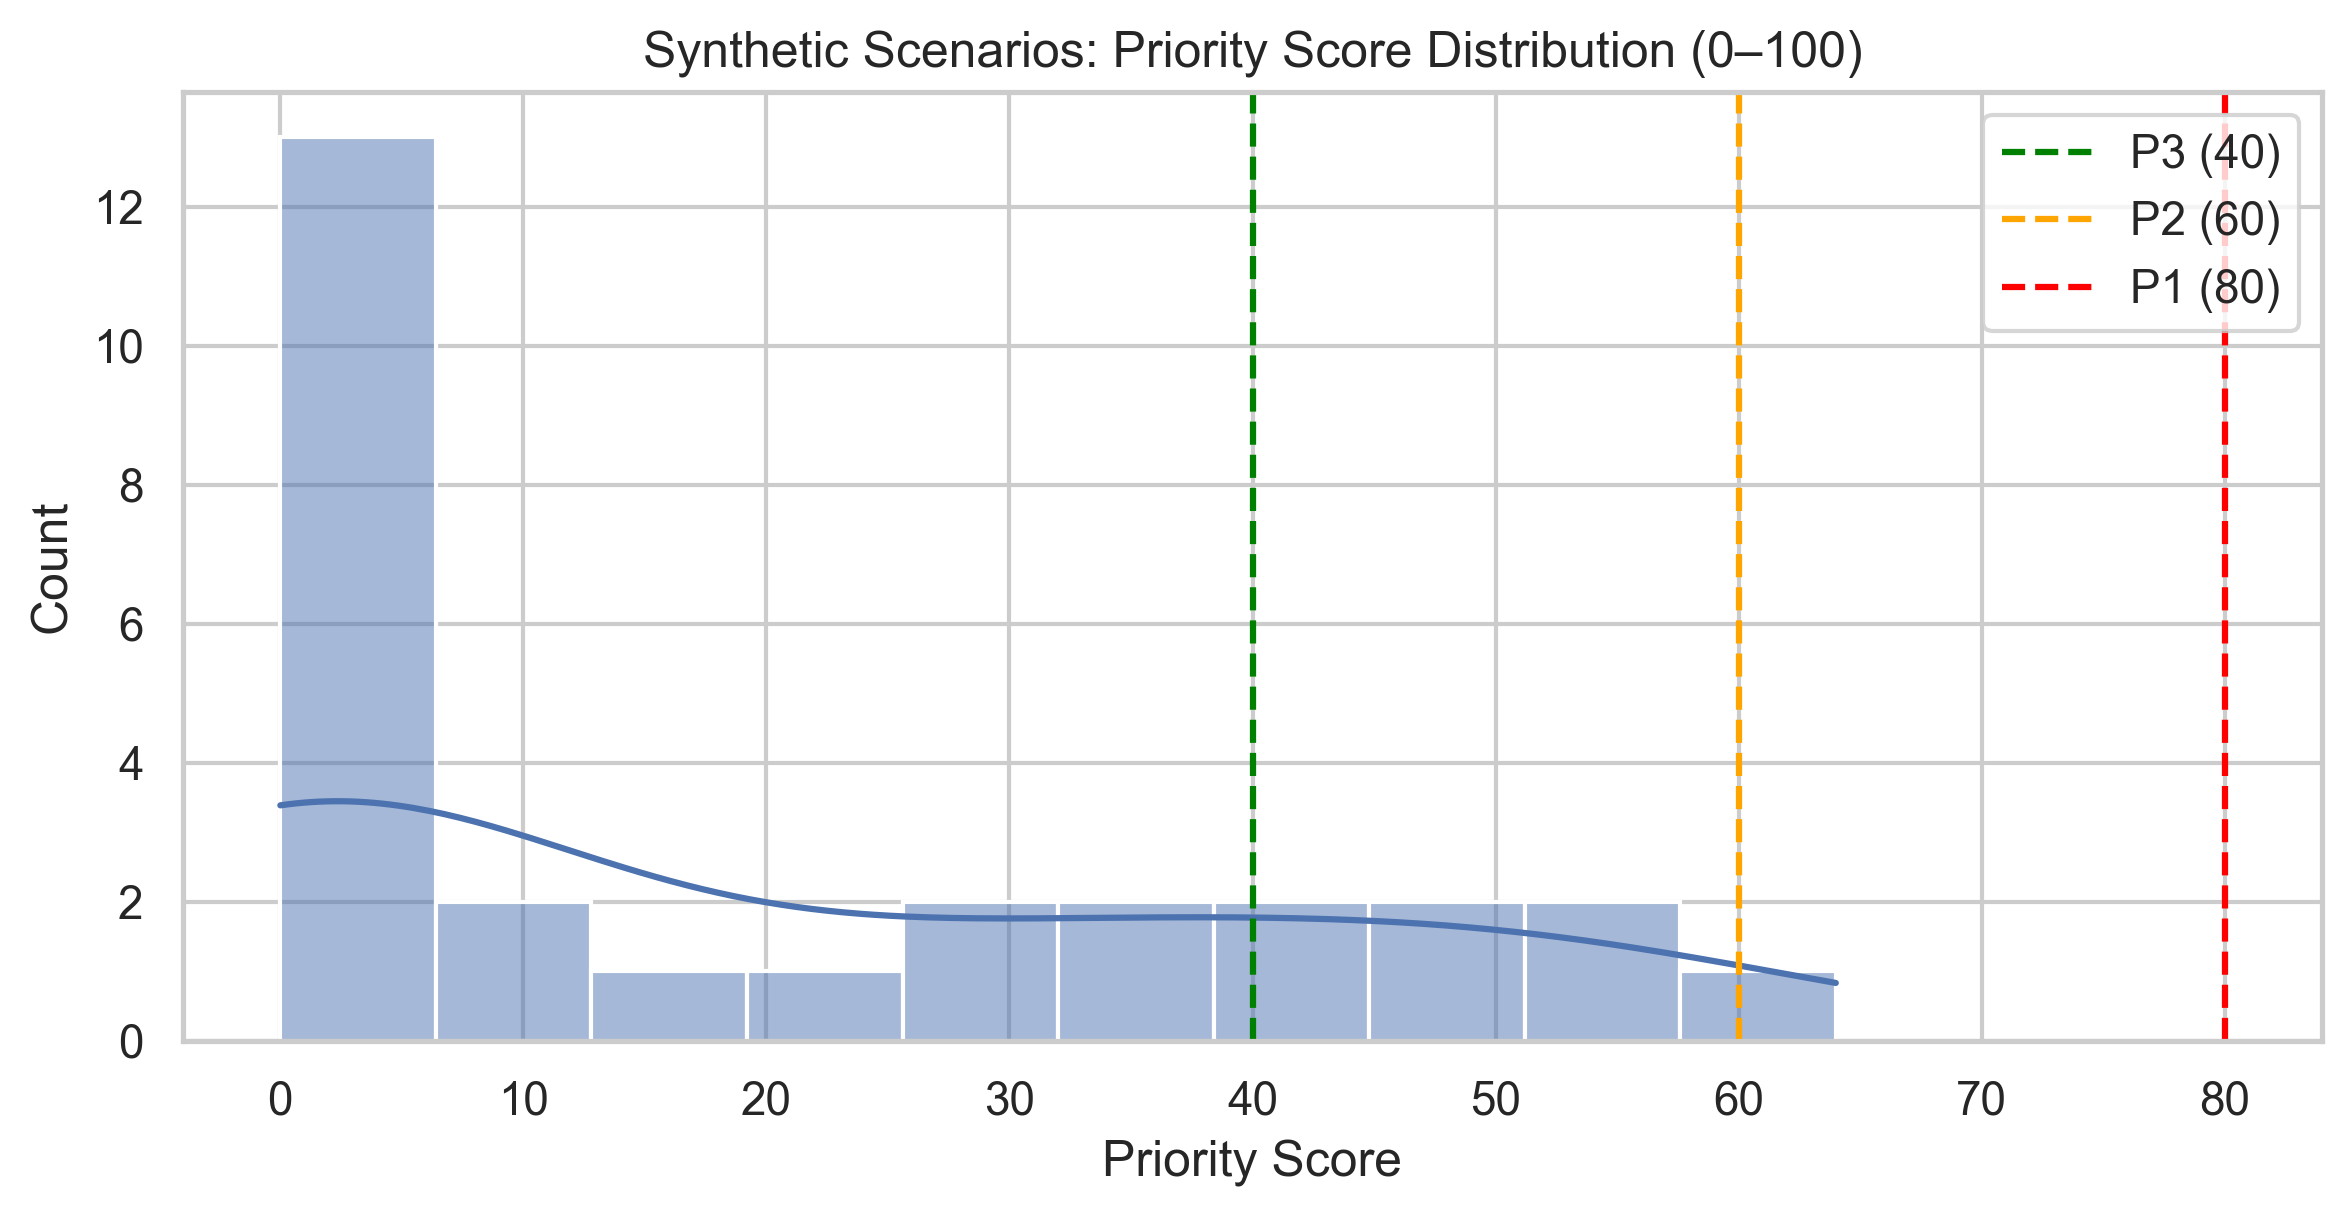 Synthetic Scenarios: Priority Score Distribution (0–100)
P3 (40)
P2 (60)
P1 (80)
Count
12
10
8
6
4
2
0
0 10 20 30 40 50 60 70 80
Priority Score